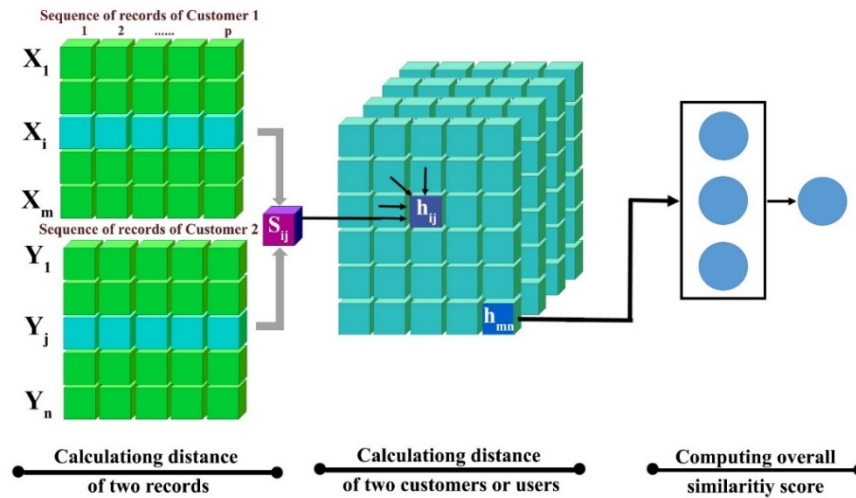 Sequence of records of Customer 1
1 2 ...... p
X1
Xi
Xm
Sequence of records of Customer 2
Y1
Yj
Yn
Sij
hij
hmn
Calculationg distance
of two records
Calculationg distance
of two customers or users
Computing overall
similaritiy score